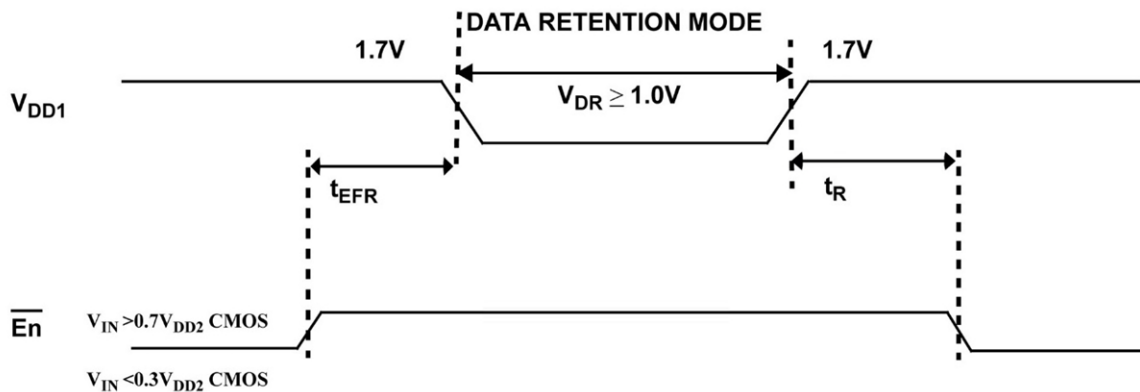 DATA RETENTION MODE
1.7V
1.7V
VDD1
VDR ≥ 1.0V
tEFR
tR
En
VIN >0.7VDD2 CMOS
VIN <0.3VDD2 CMOS